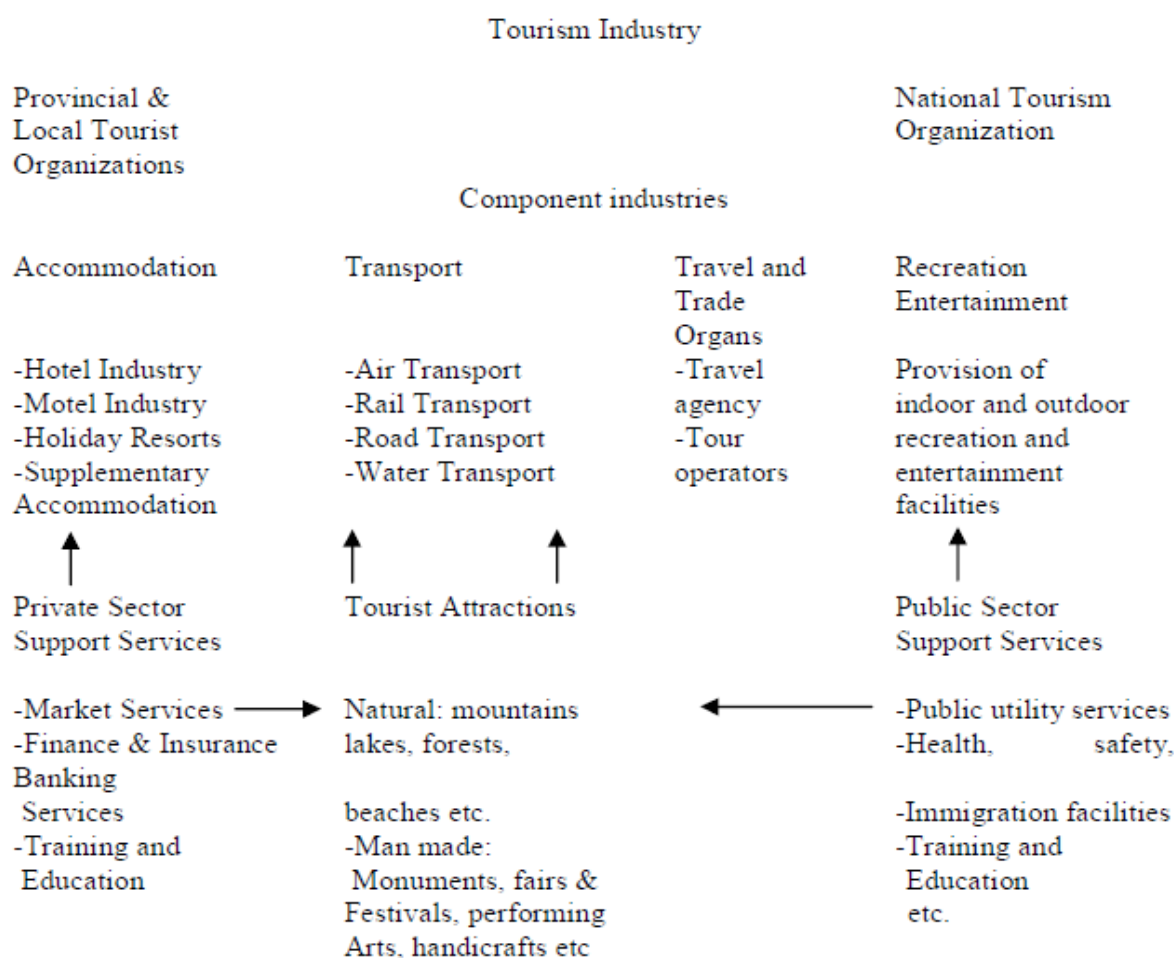 Tourism Industry
Provincial &
Local Tourist
Organizations
National Tourism
Organization
Component industries
Accommodation
-Hotel Industry
-Motel Industry
-Holiday Resorts
-Supplementary
Accommodation
Transport
-Air Transport
-Rail Transport
-Road Transport
-Water Transport
Travel and
Trade
Organs
-Travel
agency
-Tour
operators
Recreation
Entertainment
Provision of
indoor and outdoor
recreation and
entertainment
facilities
Private Sector
Support Services
-Market Services
-Finance & Insurance
Banking
Services
-Training and
Education
Tourist Attractions
Natural: mountains
lakes, forests,
beaches etc.
-Man made:
Monuments, fairs &
Festivals, performing
Arts, handicrafts etc
Public Sector
Support Services
-Public utility services
-Health, safety,
-Immigration facilities
-Training and
Education
etc.